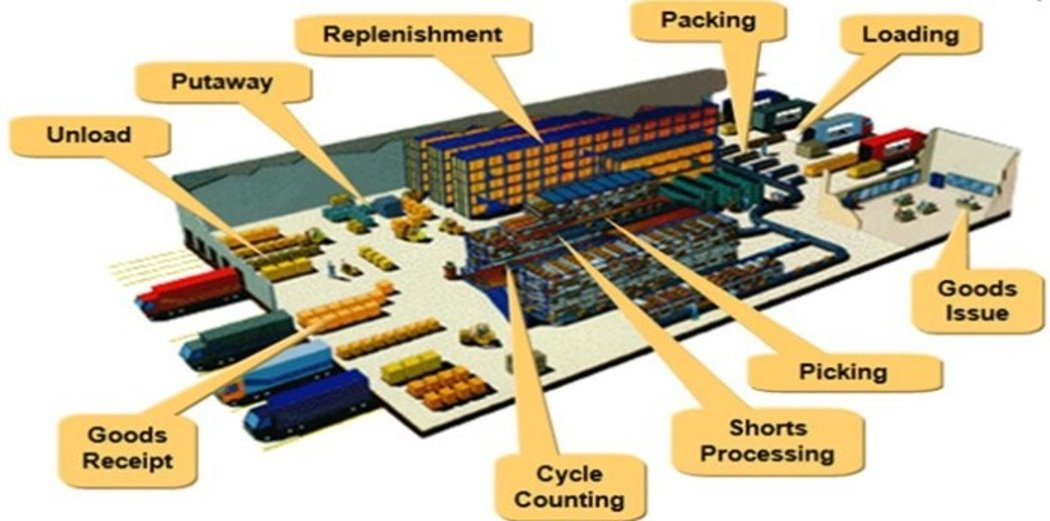 Packing
Replenishment
Loading
Putaway
Unload
Goods
Issue
Picking
Goods
Receipt
Shorts
Processing
Cycle
Counting